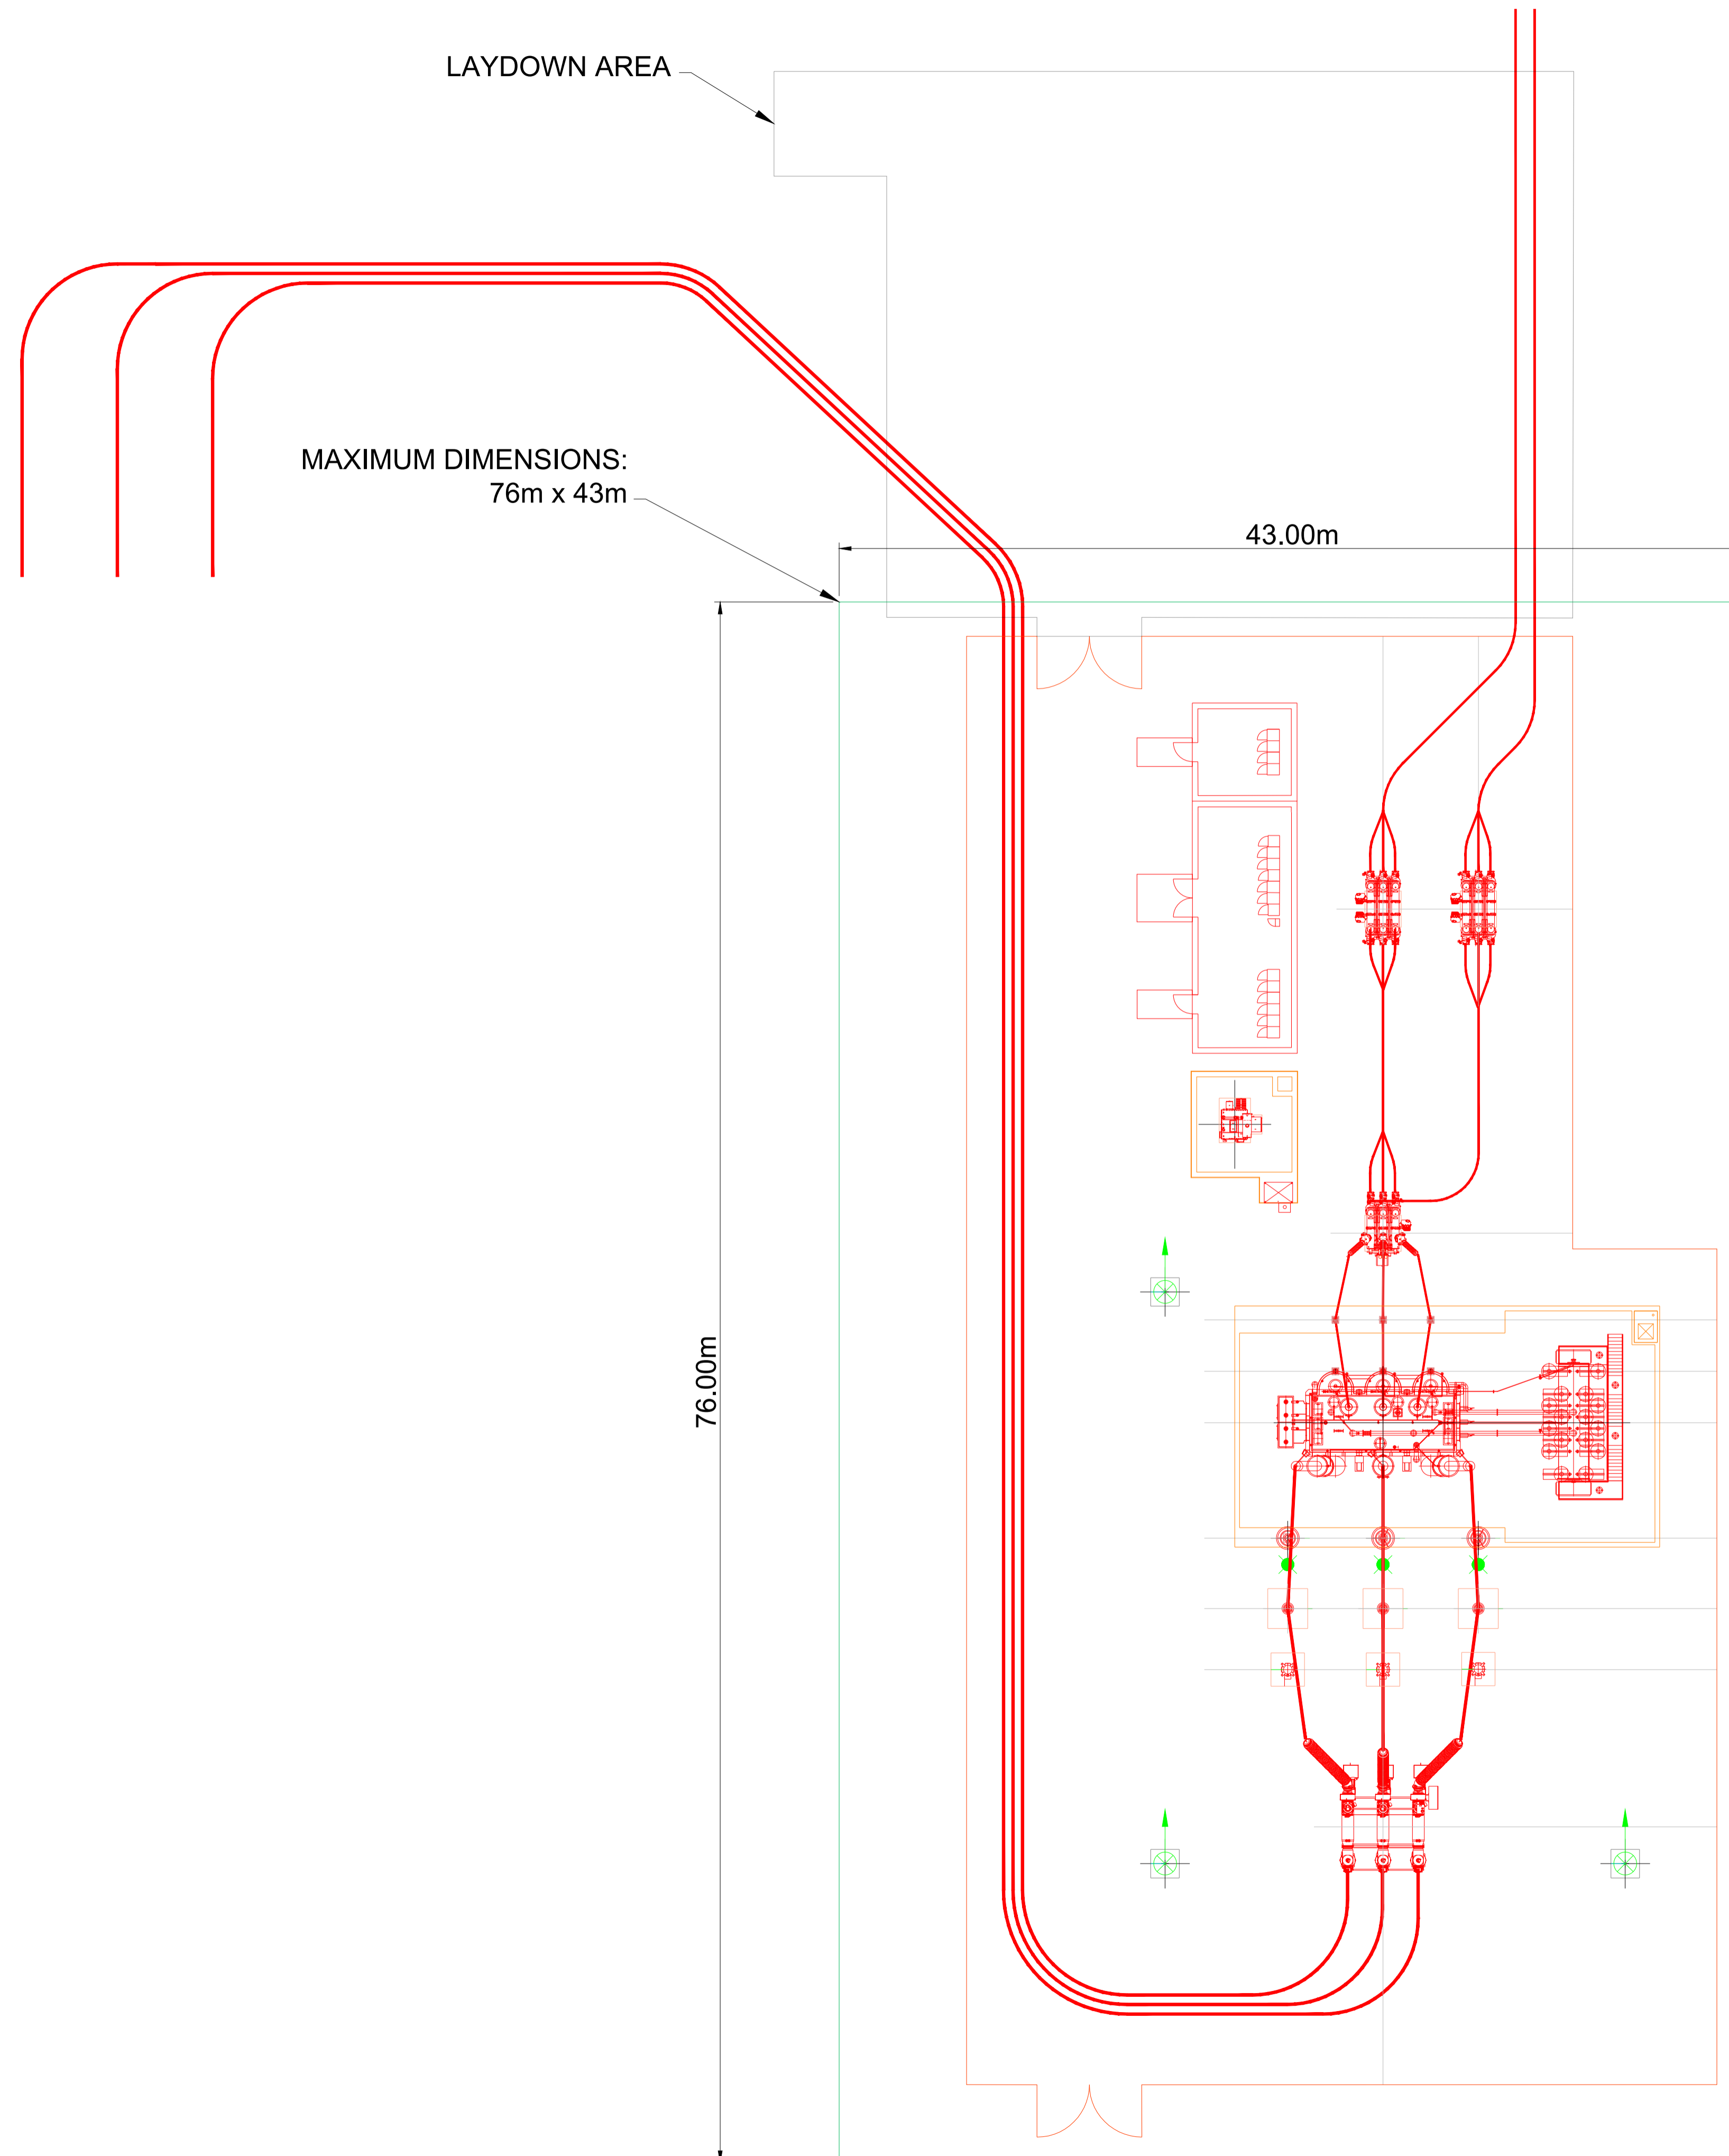 LAYDOWN AREA
MAXIMUM DIMENSIONS:
76m x 43m
43.00m
76.00m